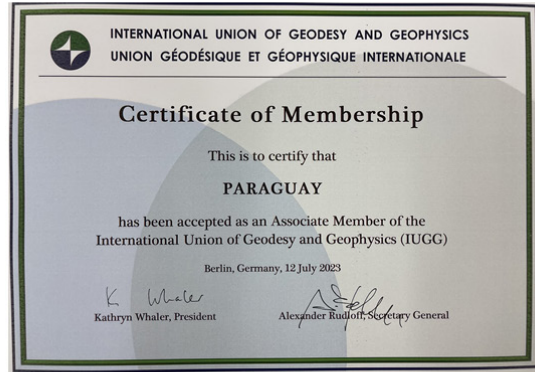 INTERNATIONAL UNION OF GEODESY AND GEOPHYSICS
UNION GÉODÉSIQUE ET GÉOPHYSIQUE INTERNATIONALE
Certificate of Membership
This is to certify that
PARAGUAY
has been accepted as an Associate Member of the
International Union of Geodesy and Geophysics (IUGG)
Berlin, Germany, 12 July 2023
K Whaler
Kathryn Whaler, President
Alexander Rudloff, Secretary General